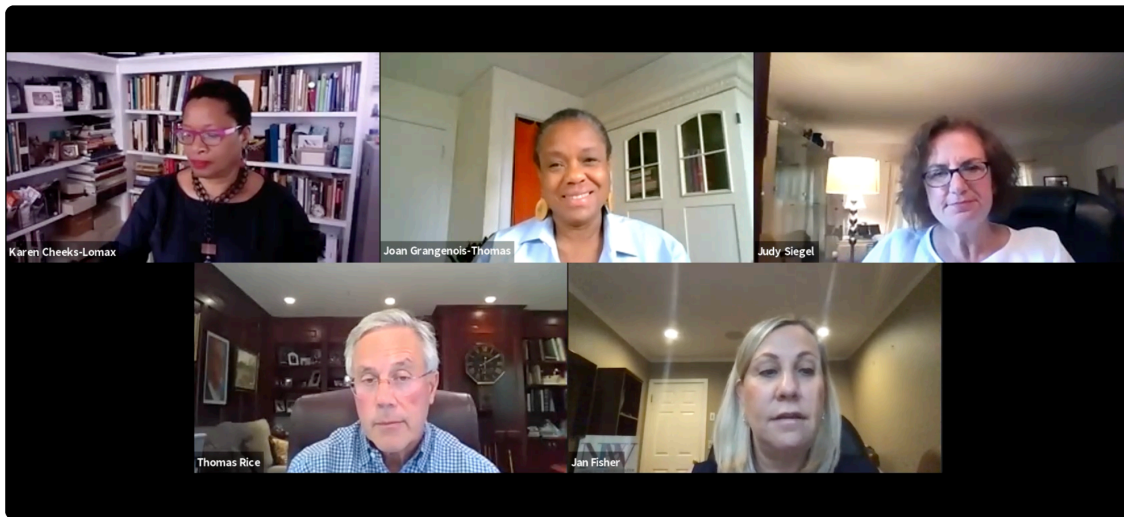 Karen Cheeks-Lomax
Joan Grangenois-Thomas
Judy Siegel
Thomas Rice
Jan Fisher